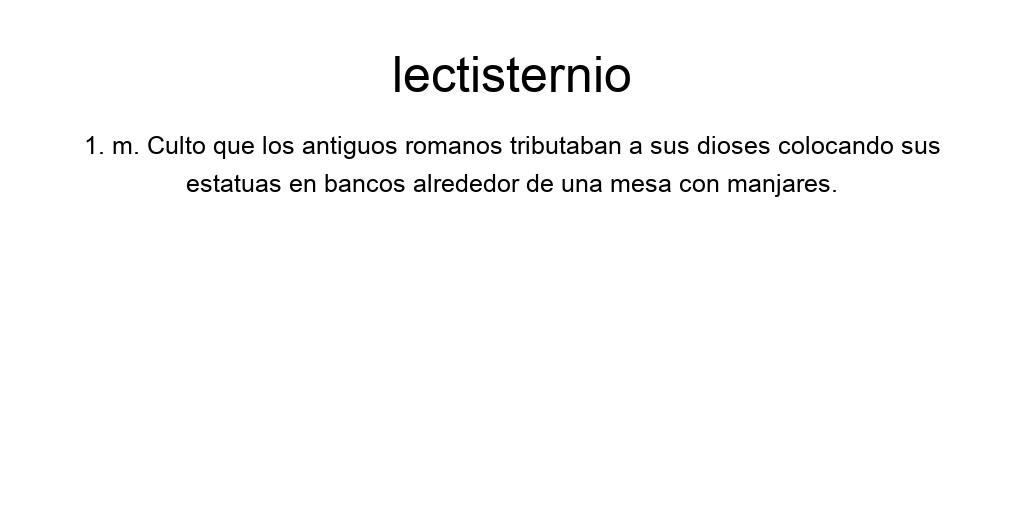 lectisternio
1. m. Culto que los antiguos romanos tributaban a sus dioses colocando sus
estatuas en bancos alrededor de una mesa con manjares.